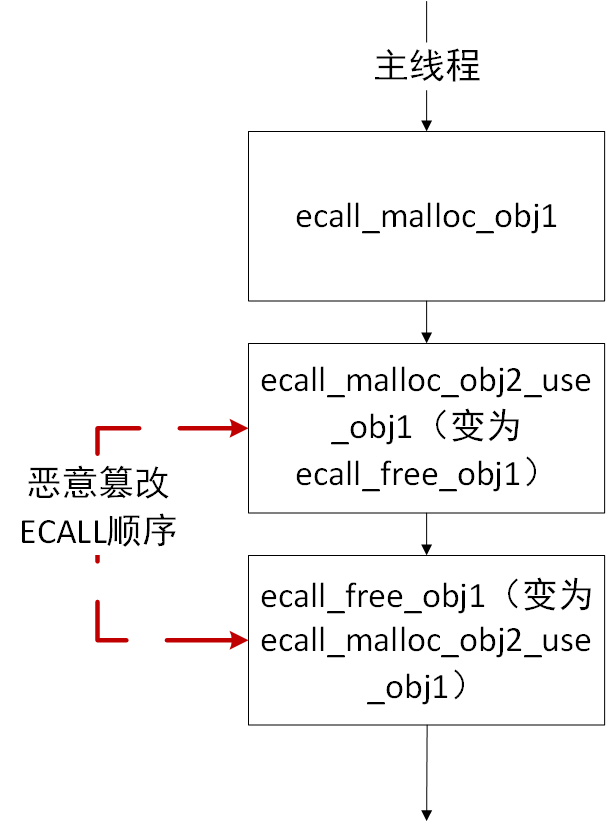 主线程
ecall_malloc_obj1
ecall_malloc_obj2_use
_obj1（变为
ecall_free_obj1）
恶意篡改
ECALL顺序
ecall_free_obj1（变为
ecall_malloc_obj2_use
_obj1）